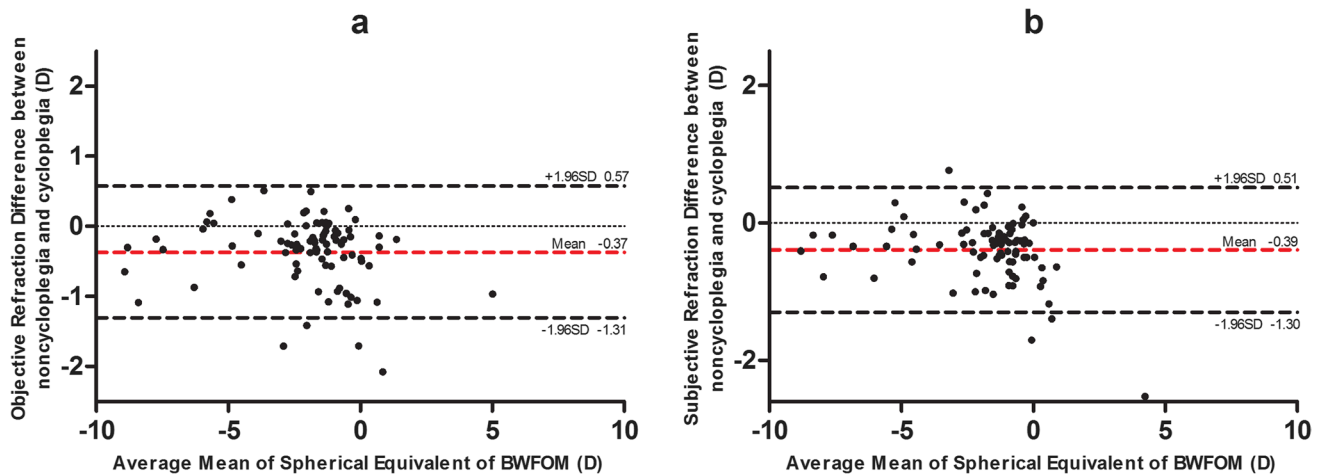 a
Objective Refraction Difference between
noncycloplegia and cycloplegia (D)
2
1
0
-1
-2
+1.96SD 0.57
Mean -0.37
-1.96SD -1.31
-10
-5
0
5
10
Average Mean of Spherical Equivalent of BWFOM (D)
b
Subjective Refraction Difference between
noncycloplegia and cycloplegia (D)
2
0
-2
+1.96SD 0.51
Mean -0.39
-1.96SD -1.30
-10
-5
0
5
10
Average Mean of Spherical Equivalent of BWFOM (D)